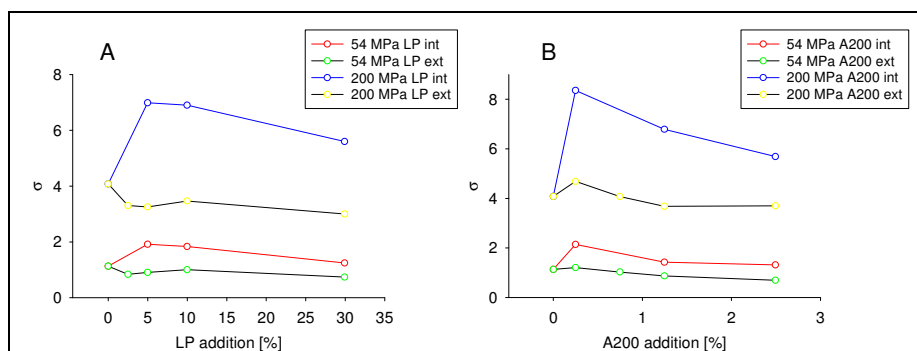 A
54 MPa LP int
54 MPa LP ext
200 MPa LP int
200 MPa LP ext
8
6
4
2
0
σ
0 5 10 15 20 25 30 35
LP addition [%]
B
54 MPa A200 int
54 MPa A200 ext
200 MPa A200 int
200 MPa A200 ext
8
6
4
2
0
σ
0 1 2 3
A200 addition [%]